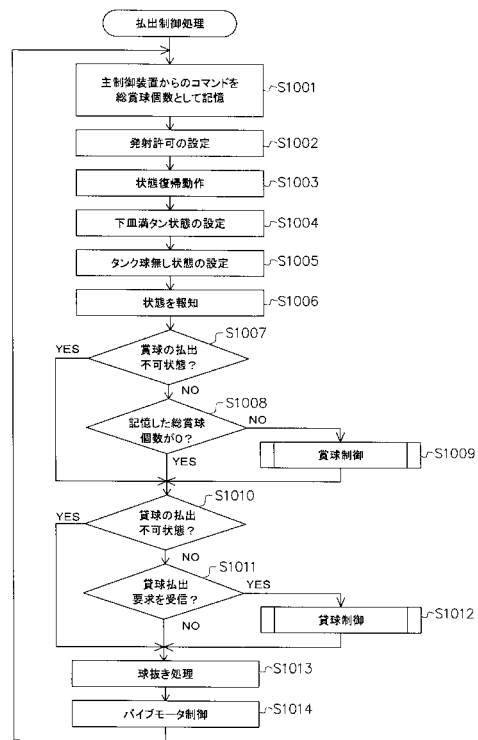 払出制御処理
主制御装置からのコマンドを
総賞球個数として記憶
S1001
発射許可の設定
S1002
状態復帰動作
S1003
下皿満タン状態の設定
S1004
タンク球無し状態の設定
S1005
状態を報知
S1006
S1007
YES
賞球の払出
不可状態?
NO
S1008
記憶した総賞球
個数が0?
NO
YES
賞球制御
S1009
S1010
YES
貸球の払出
不可状態?
NO
S1011
貸球払出
要求を受信?
YES
NO
貸球制御
S1012
球抜き処理
S1013
バイブモータ制御
S1014